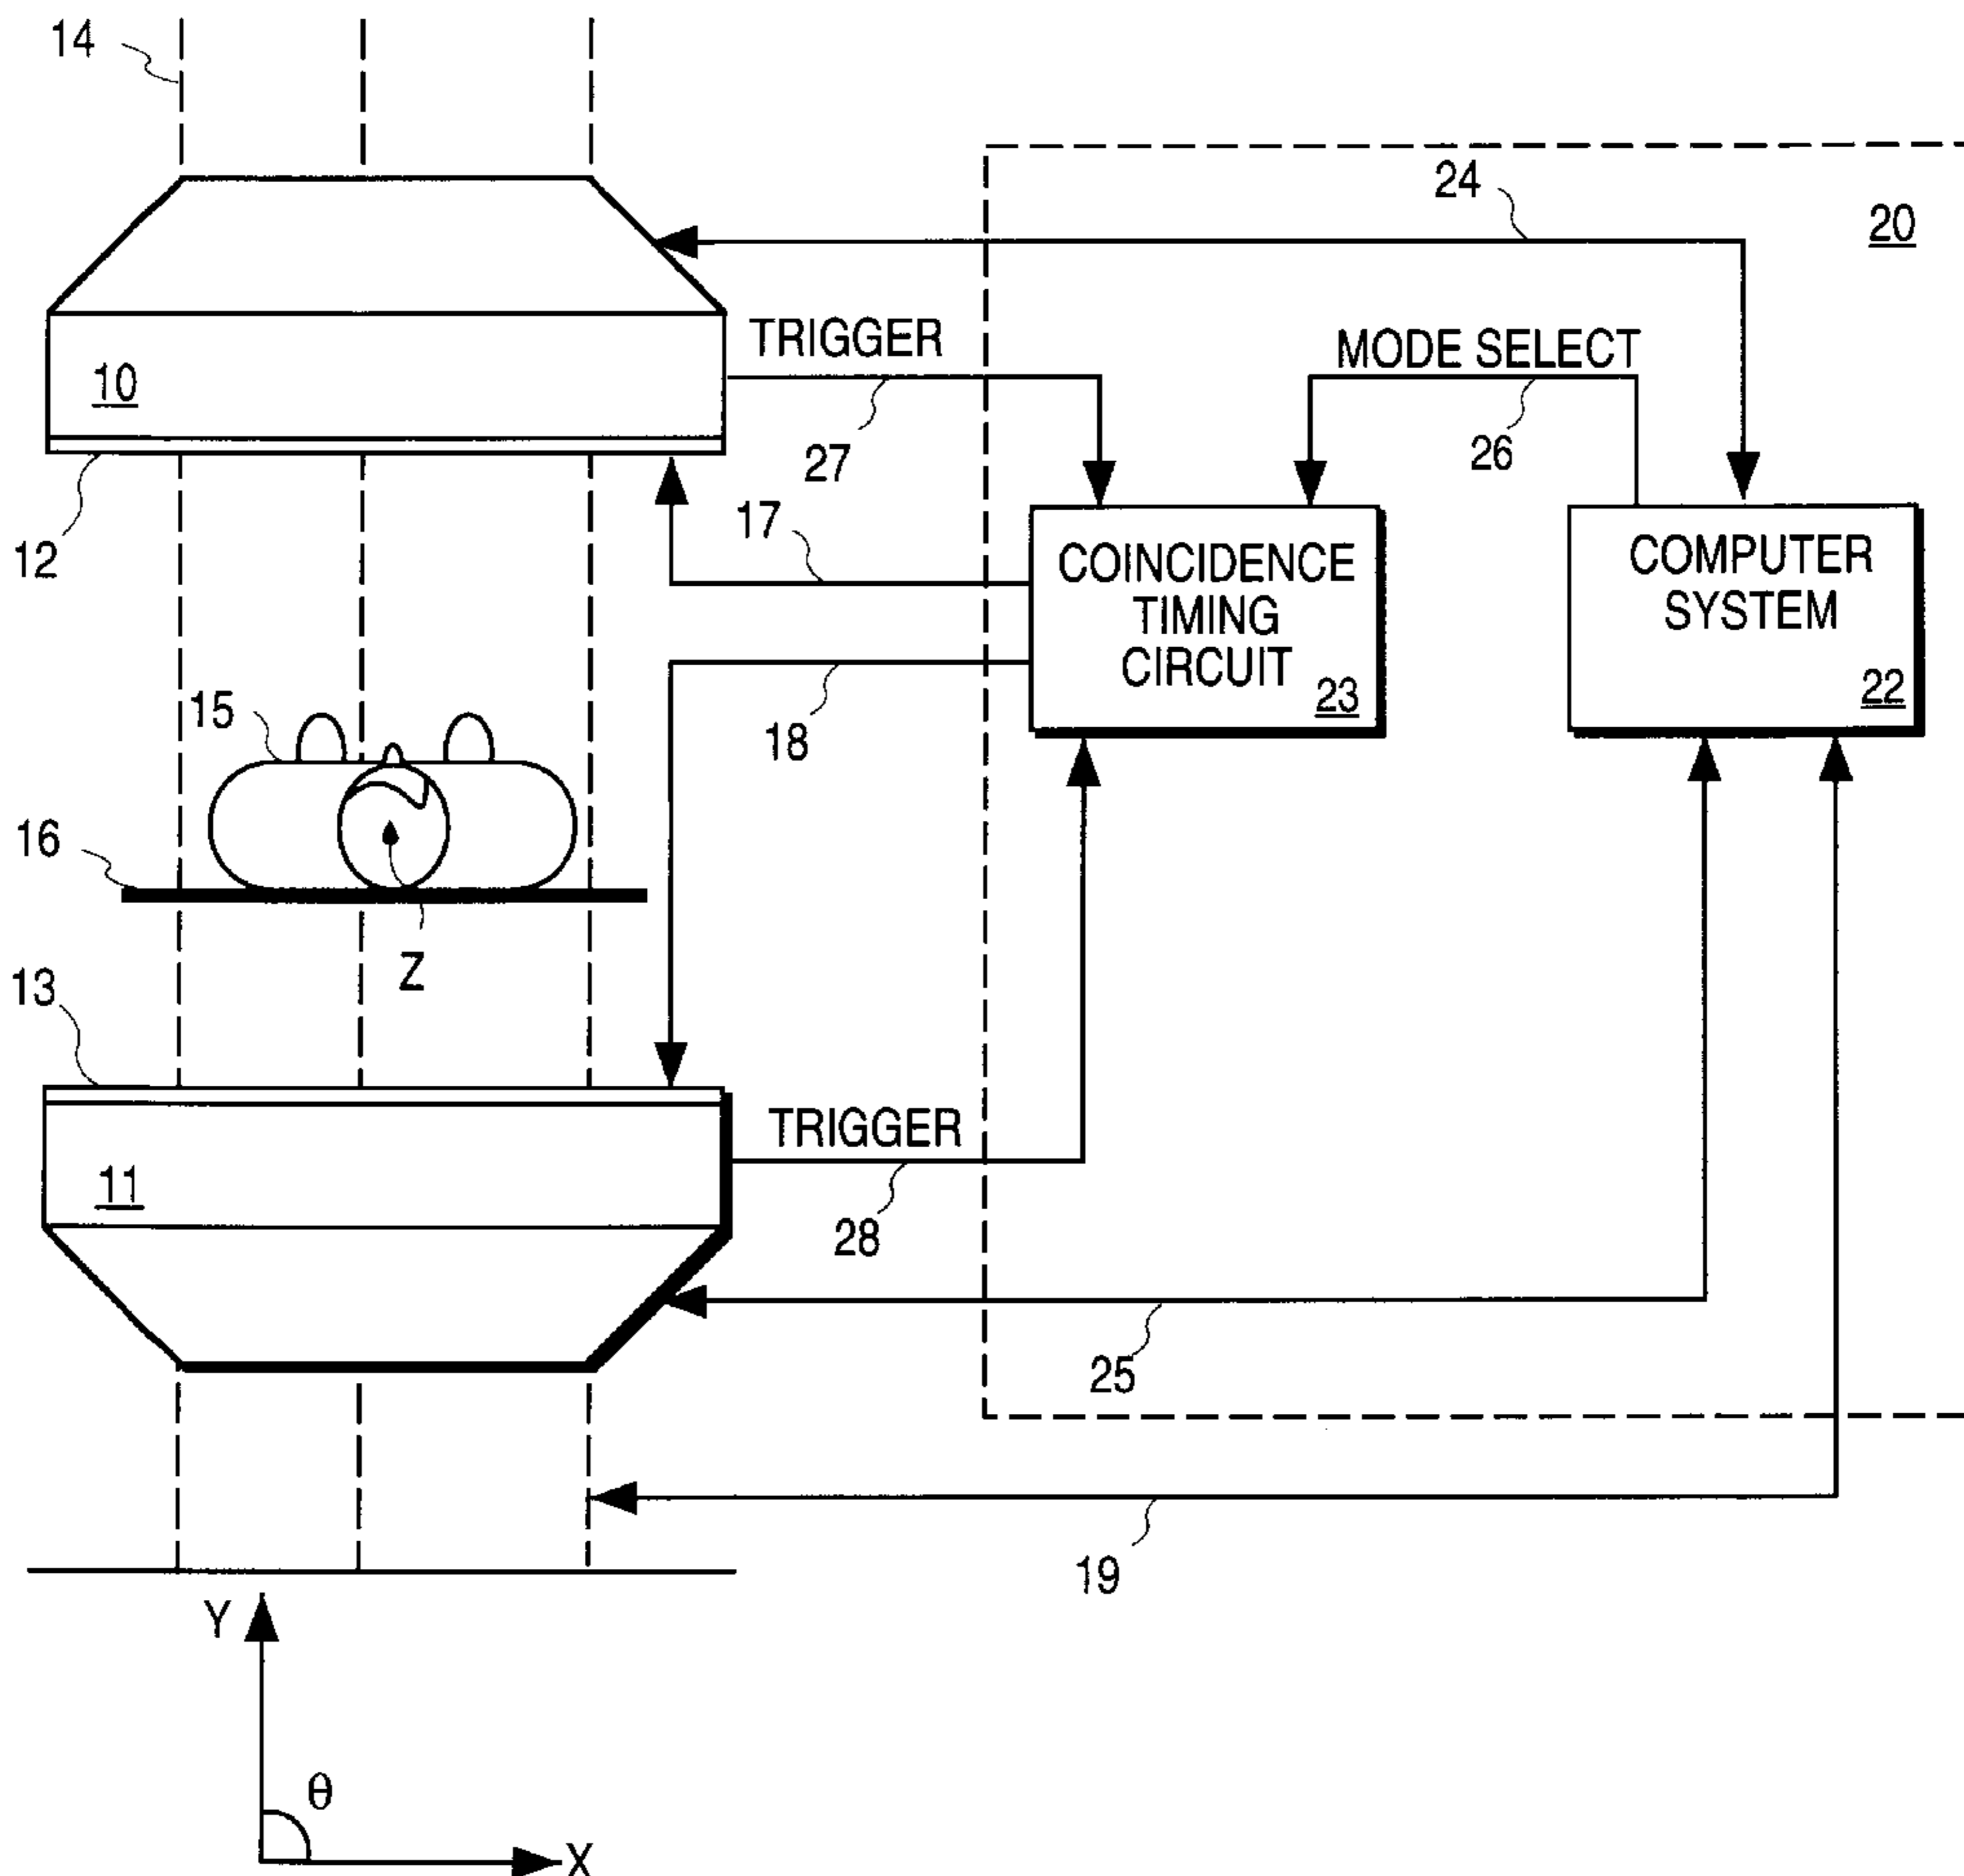 14
24
20
TRIGGER
MODE SELECT
10
27
26
12
17
COINCIDENCE
TIMING
CIRCUIT
23
COMPUTER
SYSTEM
22
15
18
16
Z
13
TRIGGER
11
28
25
19
Y
θ
X